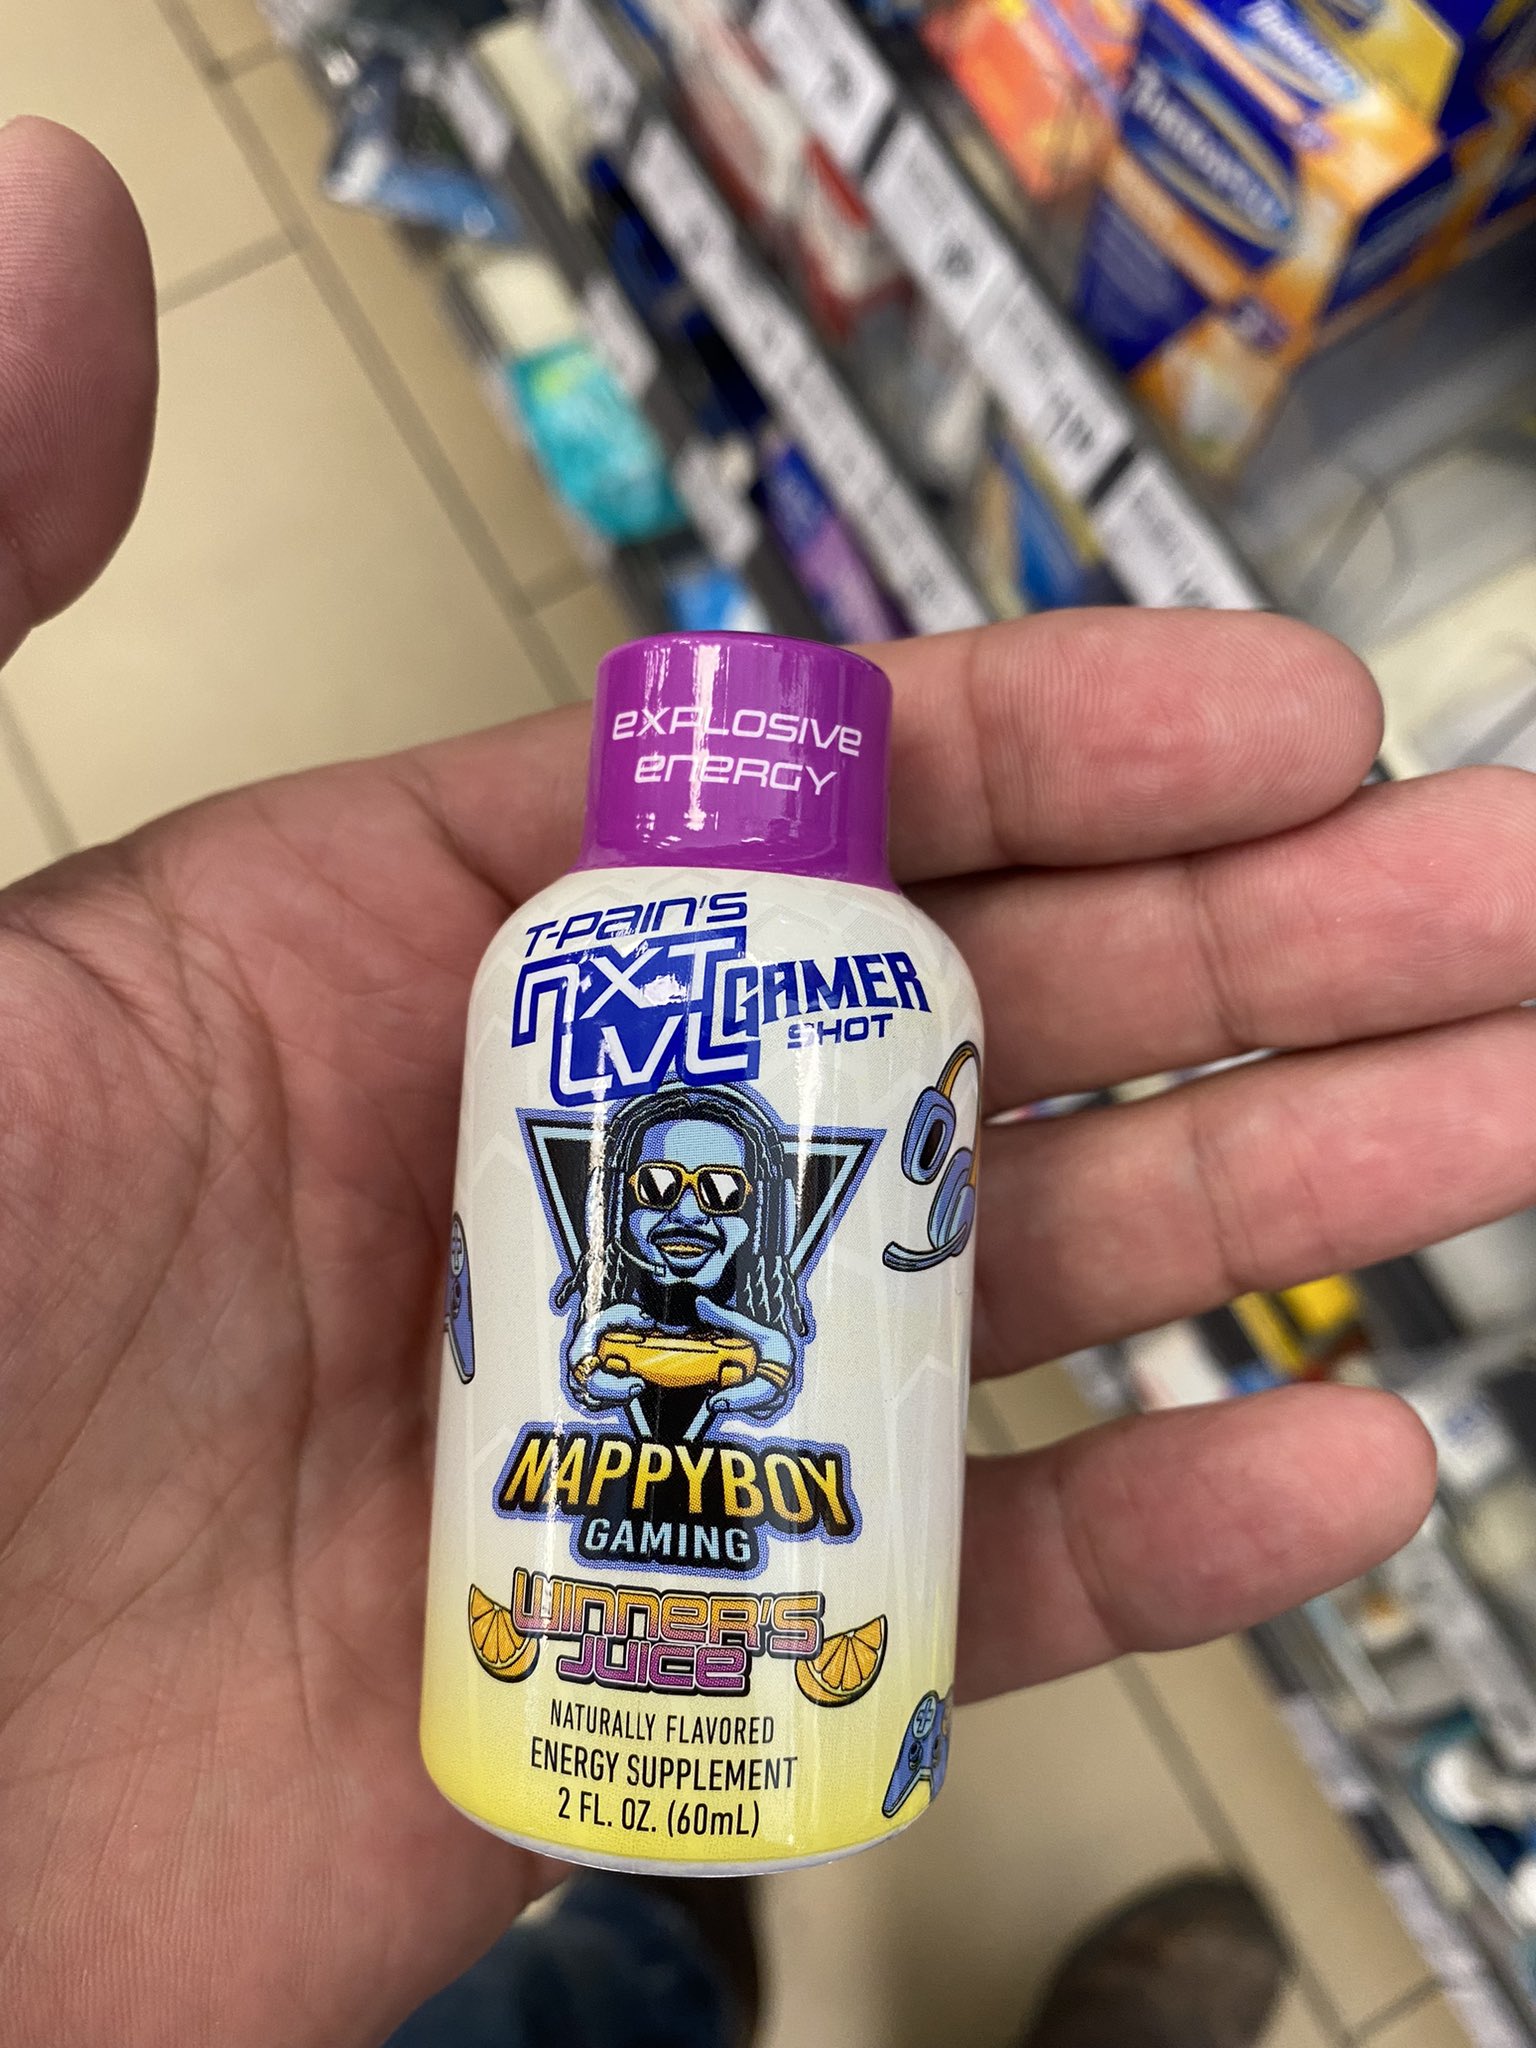 EXPLOSIVE
ENERGY
T-PAIN'S
NXT
LVL
GAMER
SHOT
NAPPYBOY
GAMING
WINNER'S
JUICE
NATURALLY FLAVORED
ENERGY SUPPLEMENT
2 FL. OZ. (60mL)